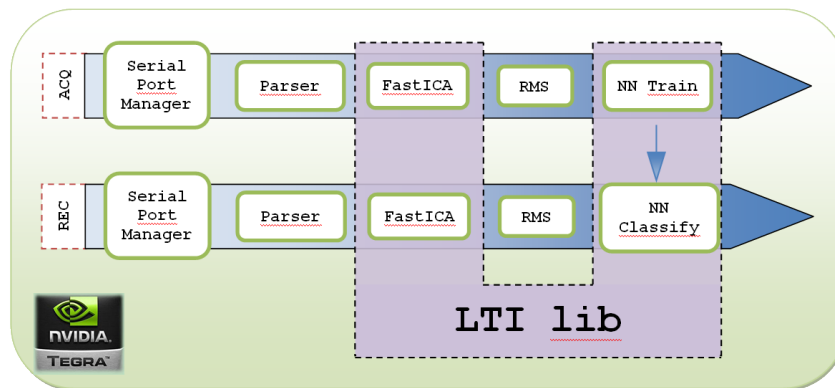 ACQ
Serial
Port
Manager
Parser
FastICA
RMS
NN Train
REC
Serial
Port
Manager
Parser
FastICA
RMS
NN
Classify
LTI lib
NVIDIA.
TEGRA™